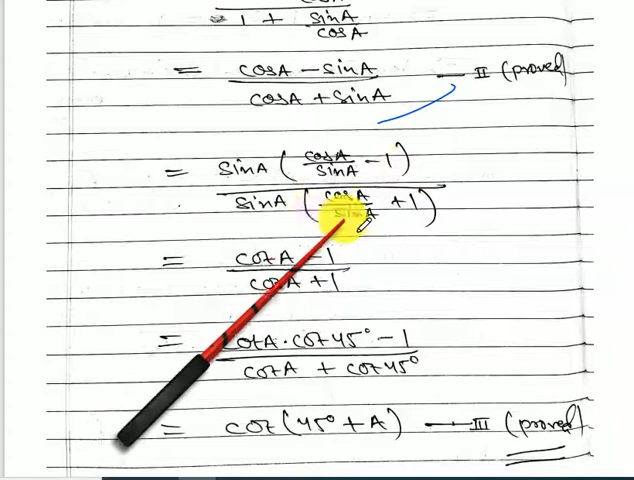 cosA
= 1 + sinA/cosA
= cosA - sinA / cosA + sinA — II (proved)
= sinA (cosA/sinA - 1) / sinA (cosA/sinA + 1)
= cotA - 1 / cotA + 1
= cotA·cot45° - 1 / cotA + cot45°
= cot(45° + A) — III (proved)